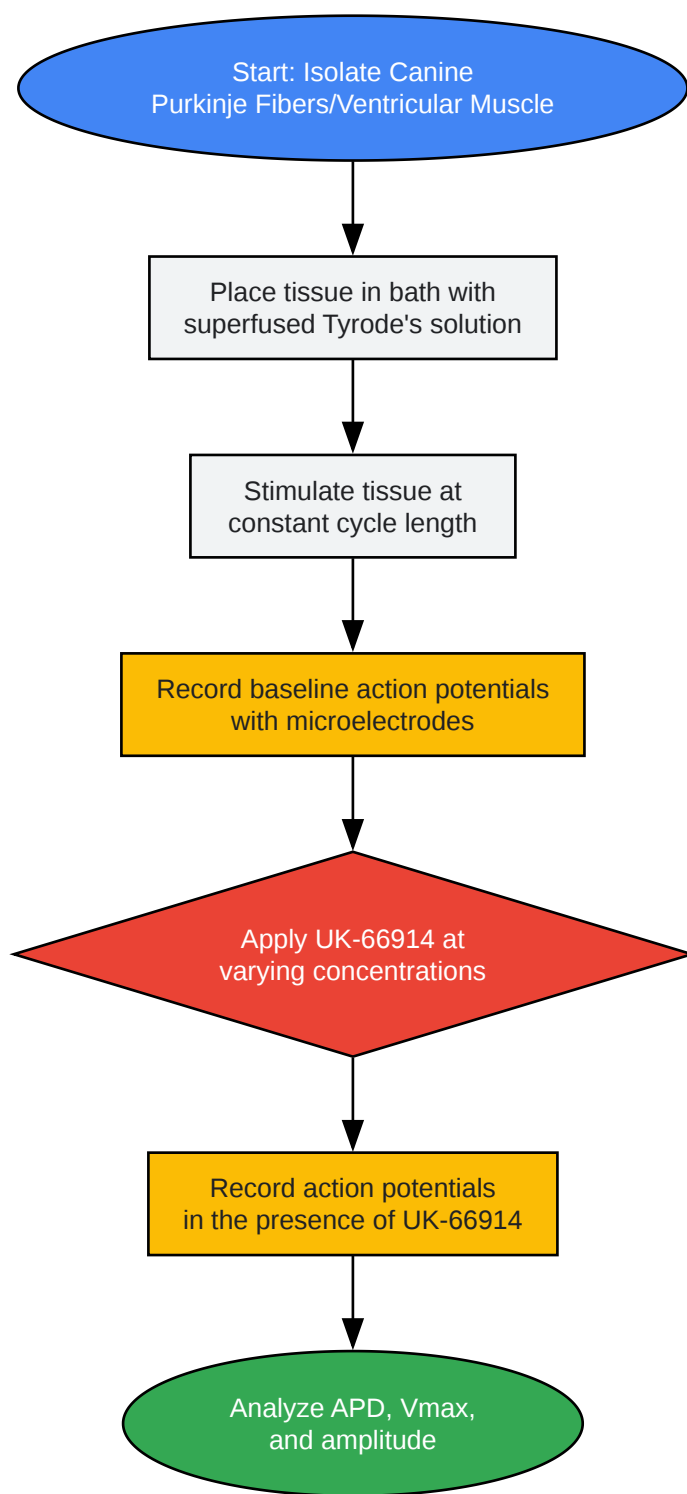 Start: Isolate Canine
Purkinje Fibers/Ventricular Muscle
Place tissue in bath with
superfused Tyrode's solution
Stimulate tissue at
constant cycle length
Record baseline action potentials
with microelectrodes
Apply UK-66914 at
varying concentrations
Record action potentials
in the presence of UK-66914
Analyze APD, Vmax,
and amplitude